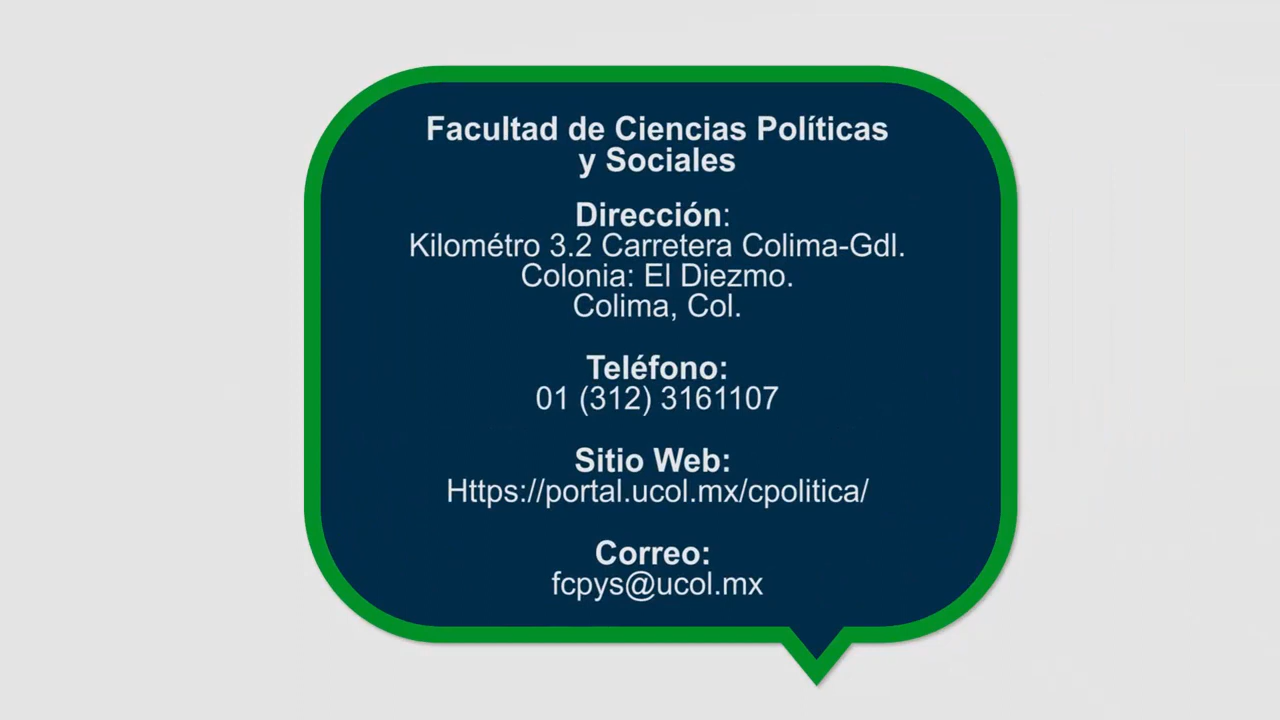 Facultad de Ciencias Políticas
y Sociales
Dirección:
Kilométro 3.2 Carretera Colima-Gdl.
Colonia: El Diezmo.
Colima, Col.
Teléfono:
01 (312) 3161107
Sitio Web:
Https://portal.ucol.mx/cpolitica/
Correo:
fcpys@ucol.mx